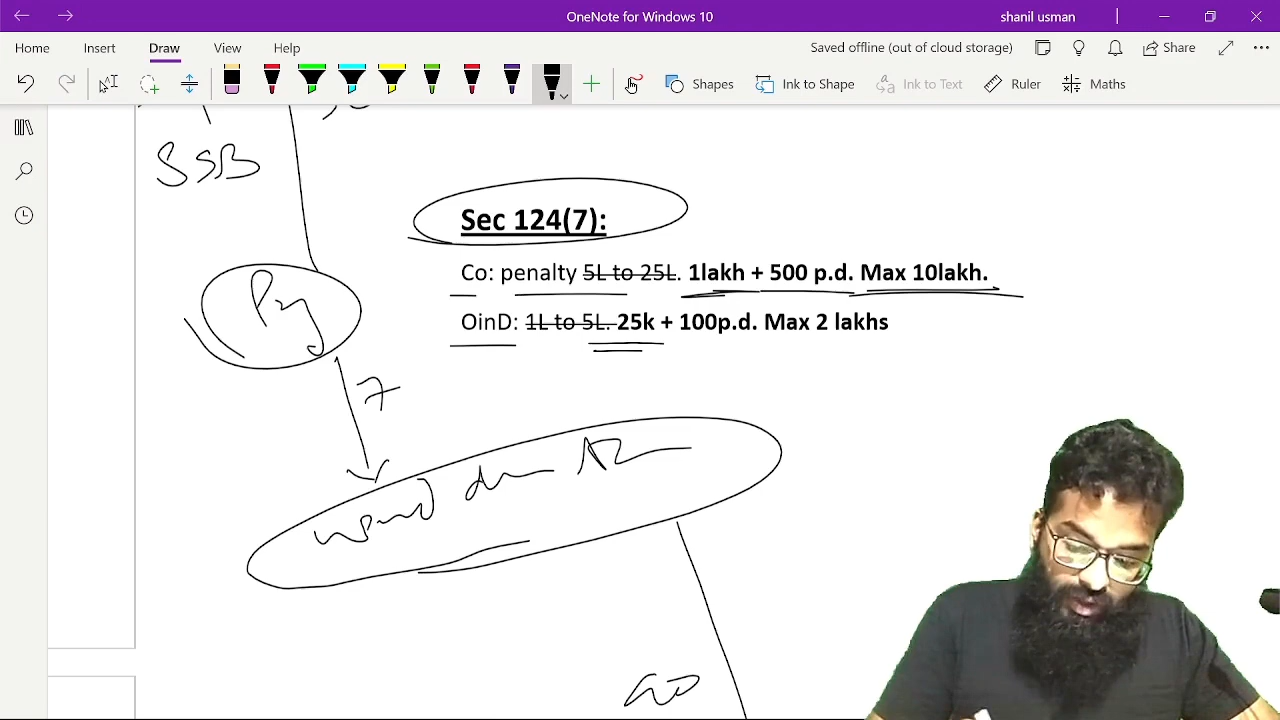 OneNote for Windows 10
shanil usman
Home Insert Draw View Help
Saved offline (out of cloud storage)
Share
Shapes
Ink to Shape
Ink to Text
Ruler
Maths
SSB
Sec 124(7):
Co: penalty 5L to 25L. 1lakh + 500 p.d. Max 10lakh.
OinD: 1L to 5L. 25k + 100p.d. Max 2 lakhs
7